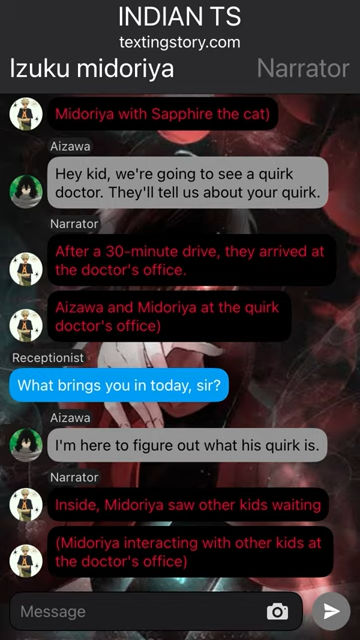 INDIAN TS
textingstory.com
Izuku midoriya
Narrator
Midoriya with Sapphire the cat)
Aizawa
Hey kid, we're going to see a quirk
doctor. They'll tell us about your quirk.
Narrator
After a 30-minute drive, they arrived at
the doctor's office.
Aizawa and Midoriya at the quirk
doctor's office)
Receptionist
What brings you in today, sir?
Aizawa
I'm here to figure out what his quirk is.
Narrator
Inside, Midoriya saw other kids waiting
(Midoriya interacting with other kids at
the doctor's office)
Message